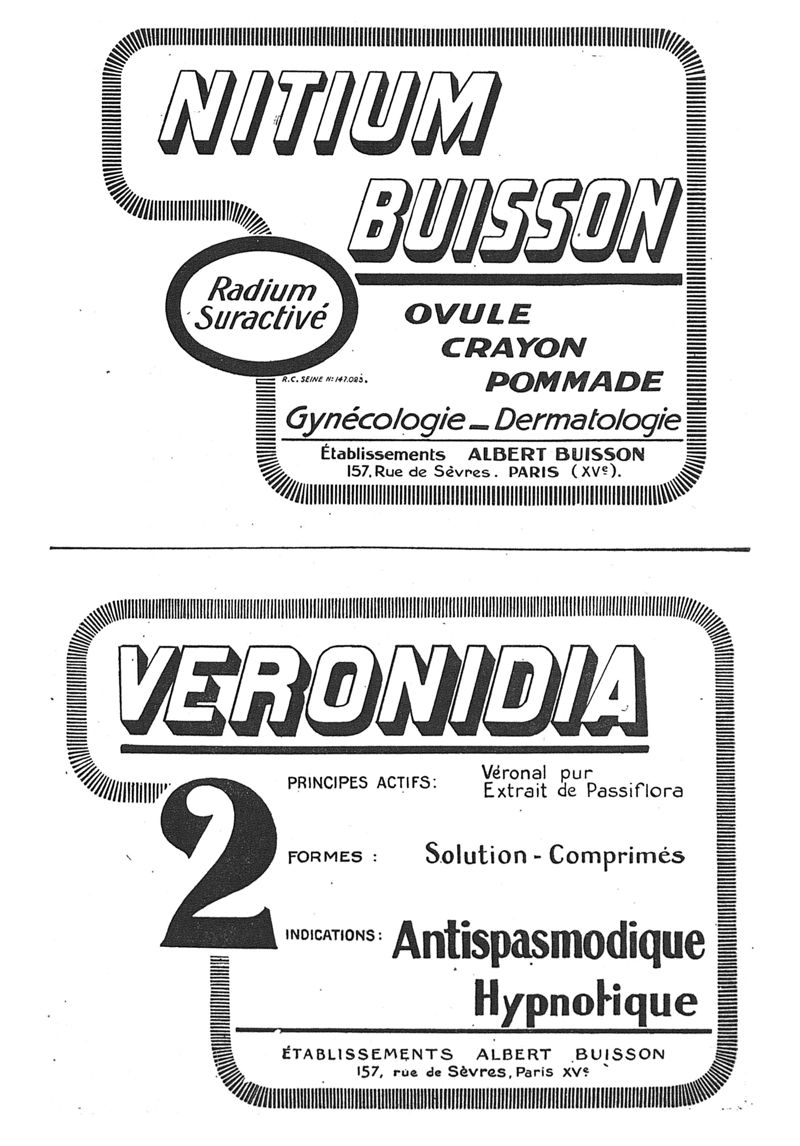 NITIUM
BUISSON
Radium
Suractivé
OVULE
CRAYON
POMMADE
R.C. SEINE No 147.023.
Gynécologie - Dermatologie
Établissements ALBERT BUISSON
157, Rue de Sèvres. PARIS (XVe).
VERONIDIA
2
PRINCIPES ACTIFS: Véronal pur
Extrait de Passiflora
FORMES : Solution - Comprimés
INDICATIONS: Antispasmodique
Hypnotique
ÉTABLISSEMENTS ALBERT BUISSON
157, rue de Sèvres, Paris XVe